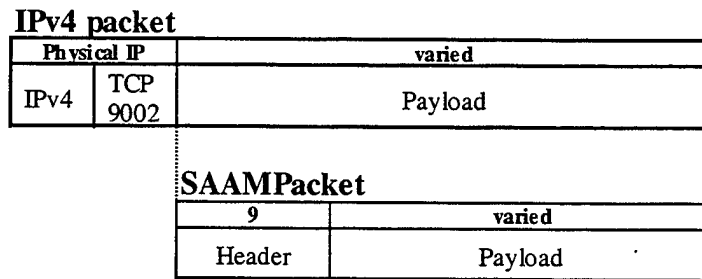 IPv4 packet
Physical IP varied
IPv4 TCP 9002 Payload
SAAMPacket
9 varied
Header Payload